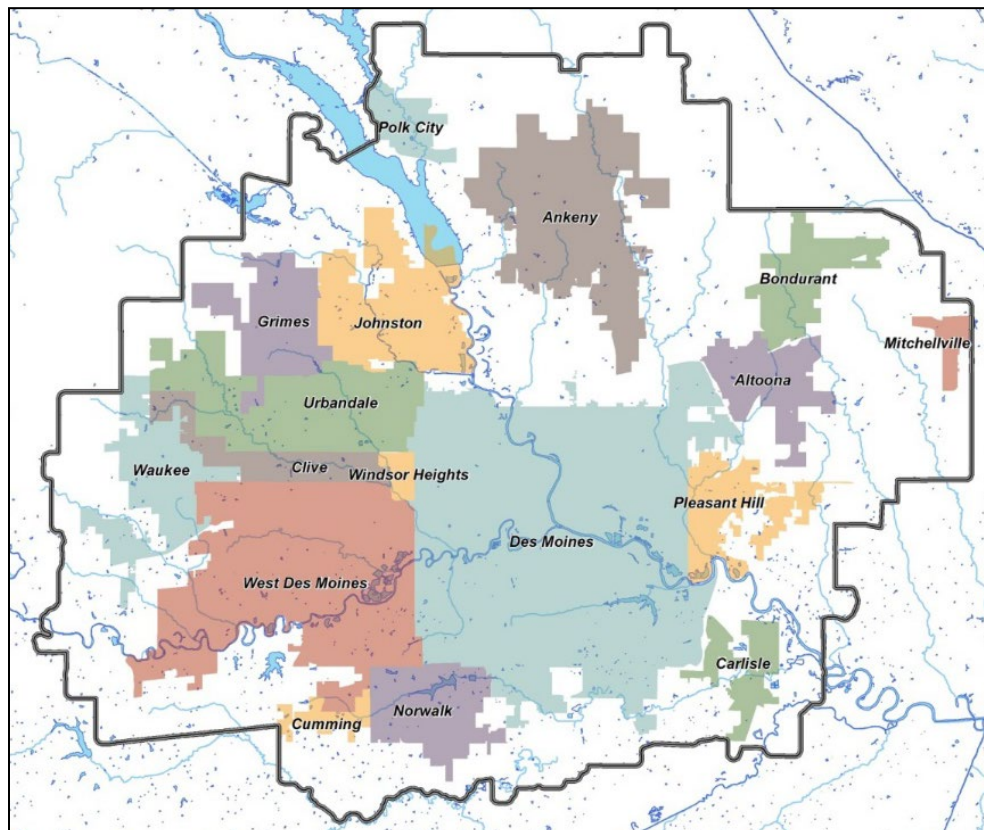 Polk City
Ankeny
Bondurant
Grimes
Johnston
Mitchellville
Altoona
Urbandale
Waukee
Clive
Windsor Heights
Pleasant Hill
Des Moines
West Des Moines
Carlisle
Norwalk
Cumming